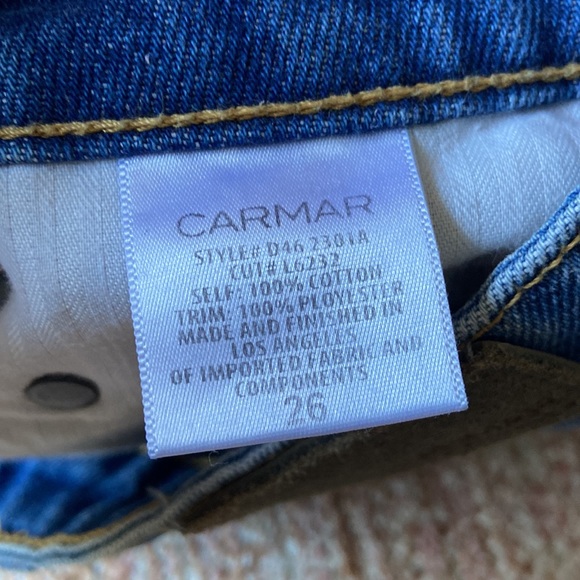 CARMAR
STYLE# D46 2301A
CUT# L6232
SELF: 100% COTTON
TRIM: 100% PLOYESTER
MADE AND FINISHED IN
LOS ANGELES
OF IMPORTED FABRIC AND
COMPONENTS
26